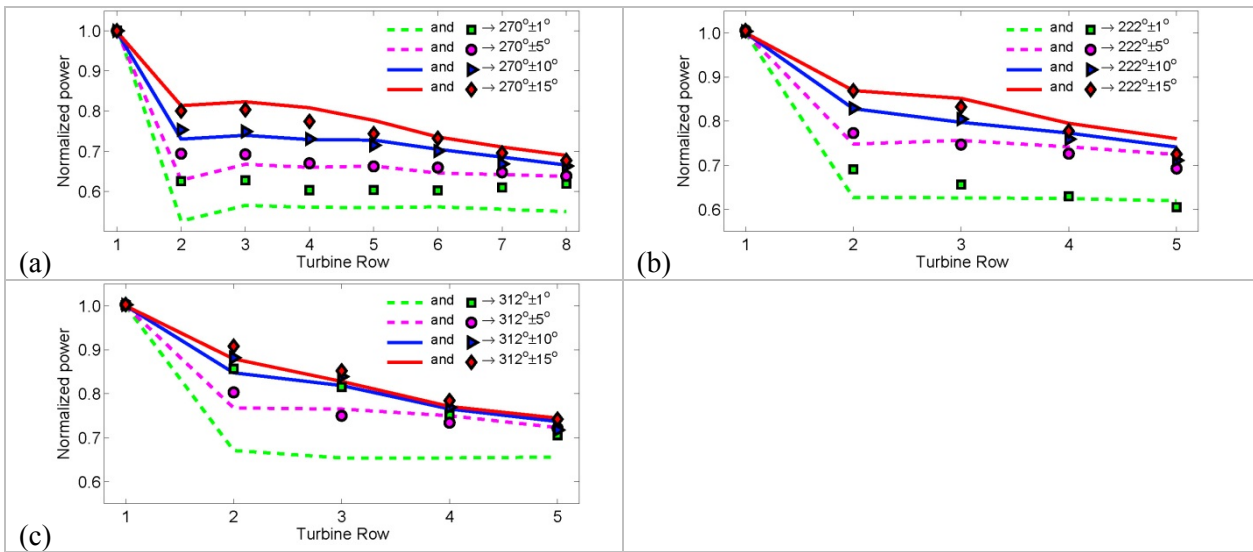 Normalized power
1.0
0.9
0.8
0.7
0.6
and → 270°±1°
and → 270°±5°
and → 270°±10°
and → 270°±15°
1 2 3 4 5 6 7 8
Turbine Row
(a)
Normalized power
1.0
0.9
0.8
0.7
0.6
and → 222°±1°
and → 222°±5°
and → 222°±10°
and → 222°±15°
1 2 3 4 5
Turbine Row
(b)
Normalized power
1.0
0.9
0.8
0.7
0.6
and → 312°±1°
and → 312°±5°
and → 312°±10°
and → 312°±15°
1 2 3 4 5
Turbine Row
(c)